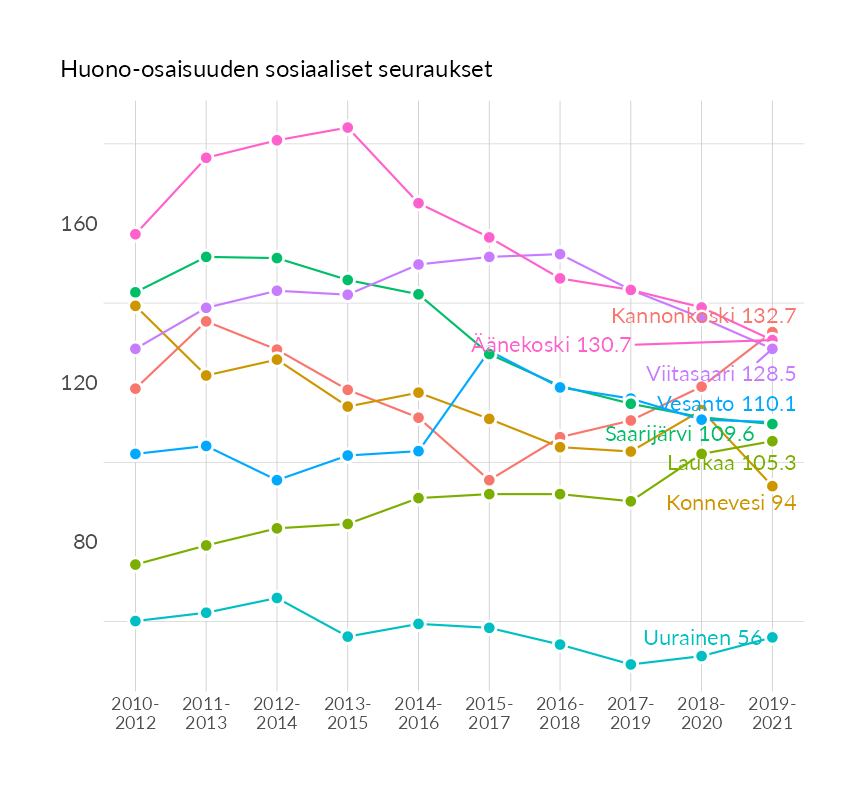 Huono-osaisuuden sosiaaliset seuraukset
160
120
80
Kannonkoski 132.7
Äänekoski 130.7
Viitasaari 128.5
Vesanto 110.1
Saarijärvi 109.6
Laukaa 105.3
Konnevesi 94
Uurainen 56
2010- 2011- 2012- 2013- 2014- 2015- 2016- 2017- 2018- 2019-
2012 2013 2014 2015 2016 2017 2018 2019 2020 2021